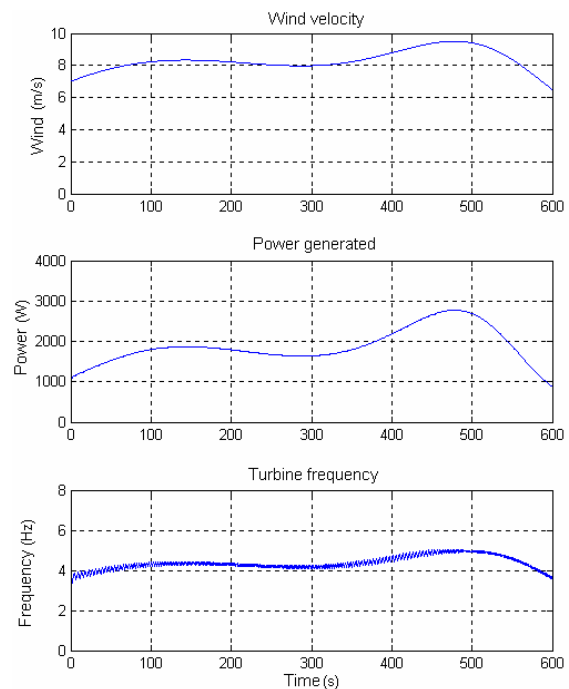 Wind velocity
10
8
6
4
2
0
Wind (m/s)
0 100 200 300 400 500 600
Power generated
4000
3000
2000
1000
0
Power (W)
0 100 200 300 400 500 600
Turbine frequency
8
6
4
2
0
Frequency (Hz)
0 100 200 300 400 500 600
Time (s)